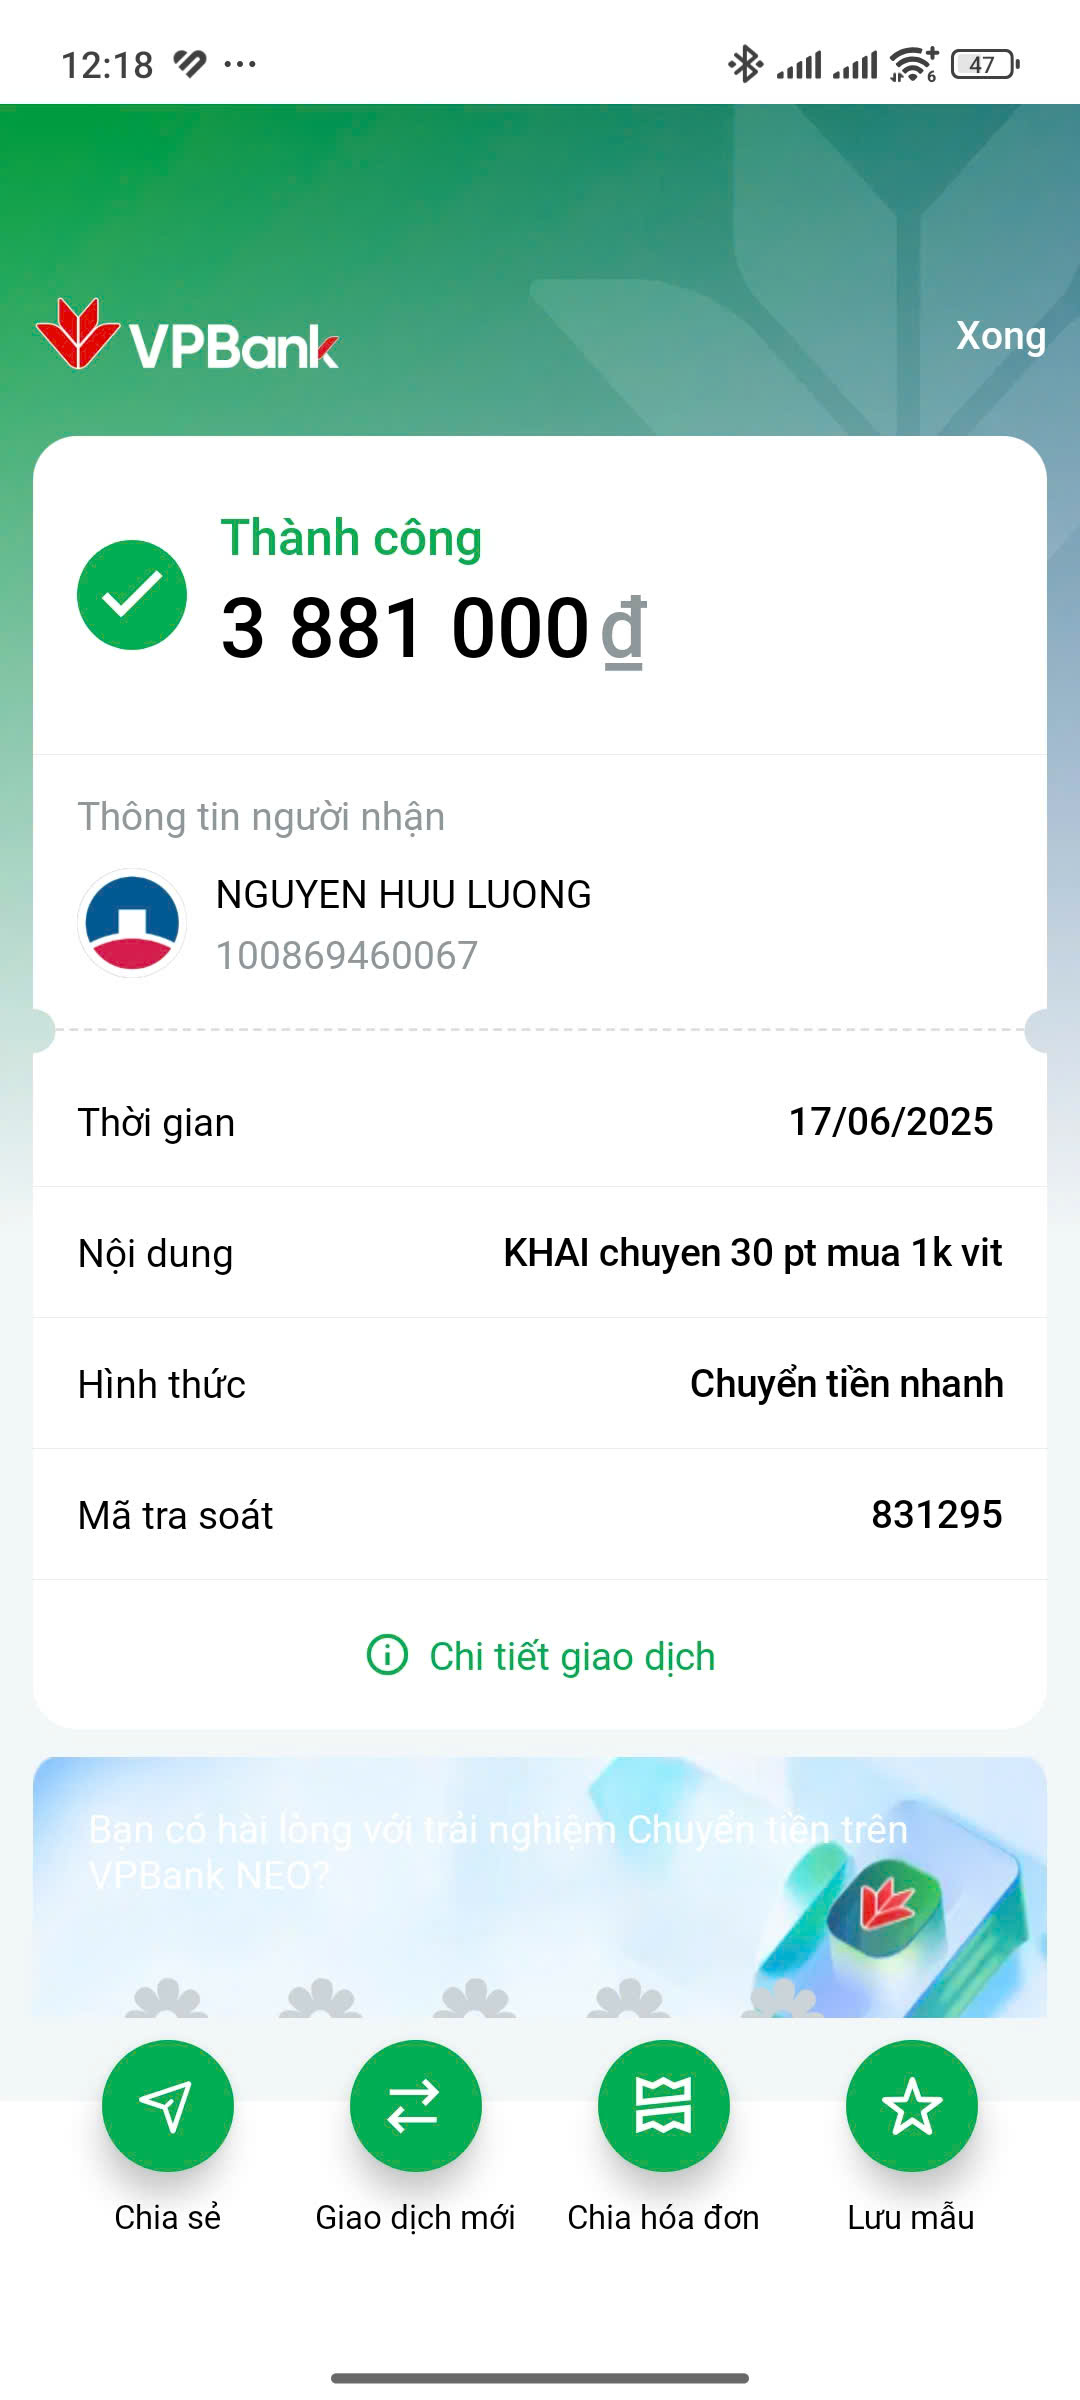 12:18
6
47
VPBank
Xong
Thành công
3 881 000 đ
Thông tin người nhận
NGUYEN HUU LUONG
100869460067
Thời gian 17/06/2025
Nội dung KHAI chuyen 30 pt mua 1k vit
Hình thức Chuyển tiền nhanh
Mã tra soát 831295
Chi tiết giao dịch
Bạn có hài lòng với trải nghiệm Chuyển tiền trên
VPBank NEO?
Chia sẻ Giao dịch mới Chia hóa đơn Lưu mẫu